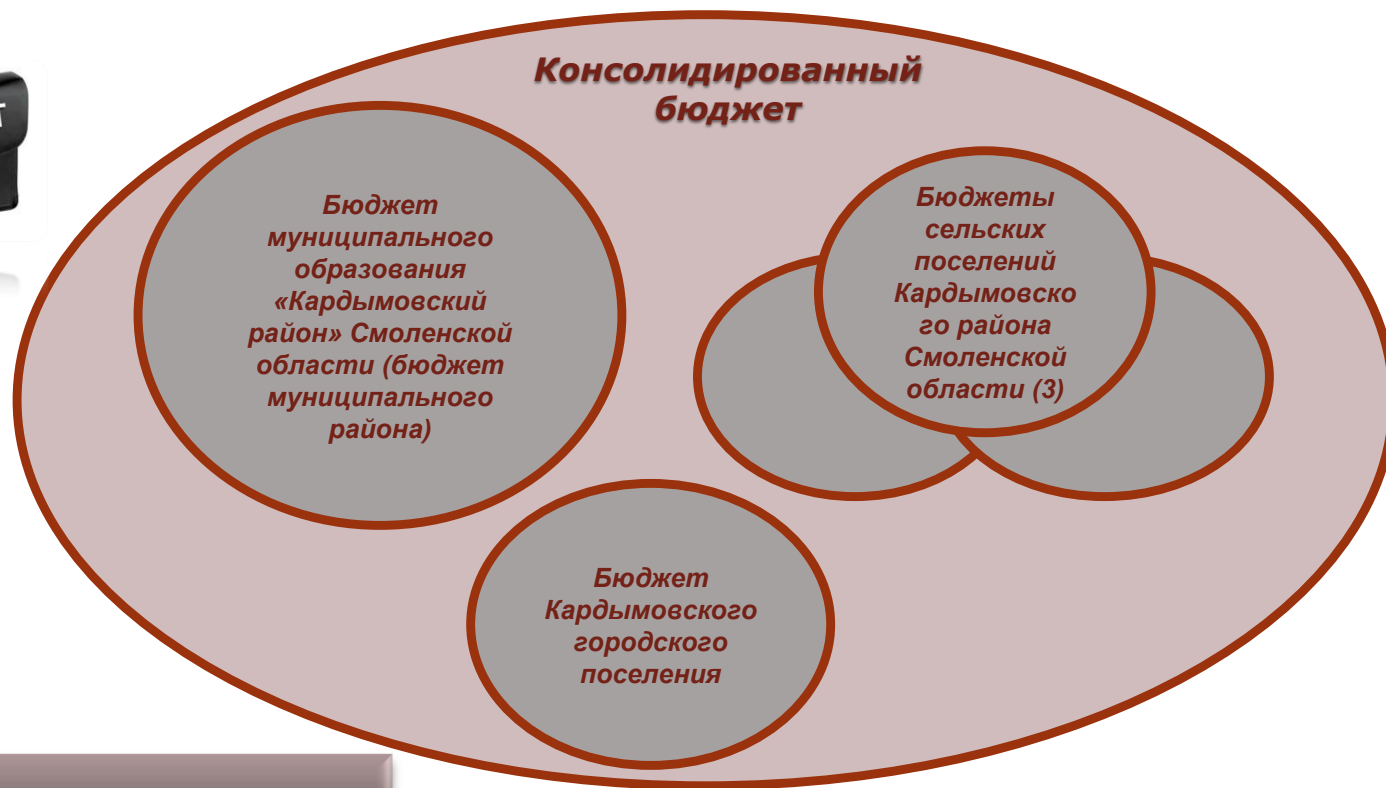 Консолидированный
бюджет
Бюджет
муниципального
образования
«Кардымовский
район» Смоленской
области (бюджет
муниципального
района)
Бюджеты
сельских
поселений
Кардымовско
го района
Смоленской
области (3)
Бюджет
Кардымовского
городского
поселения